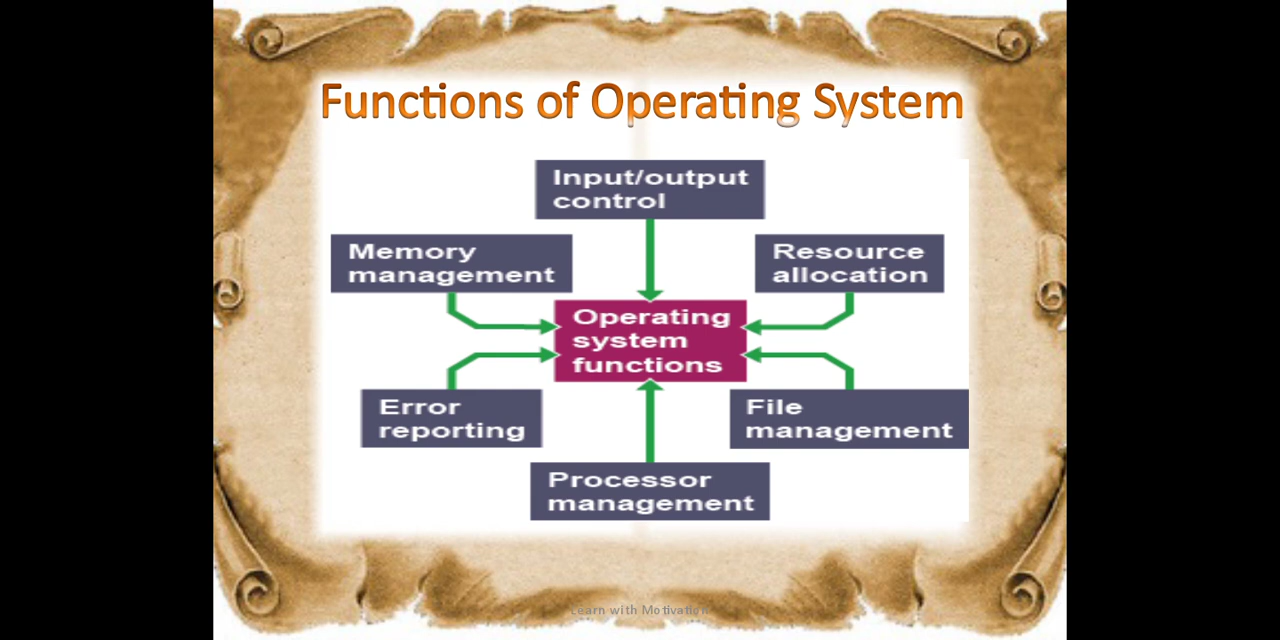 Functions of Operating System
Input/output
control
Memory
management
Resource
allocation
Operating
system
functions
Error
reporting
File
management
Processor
management
Learn with Motivation